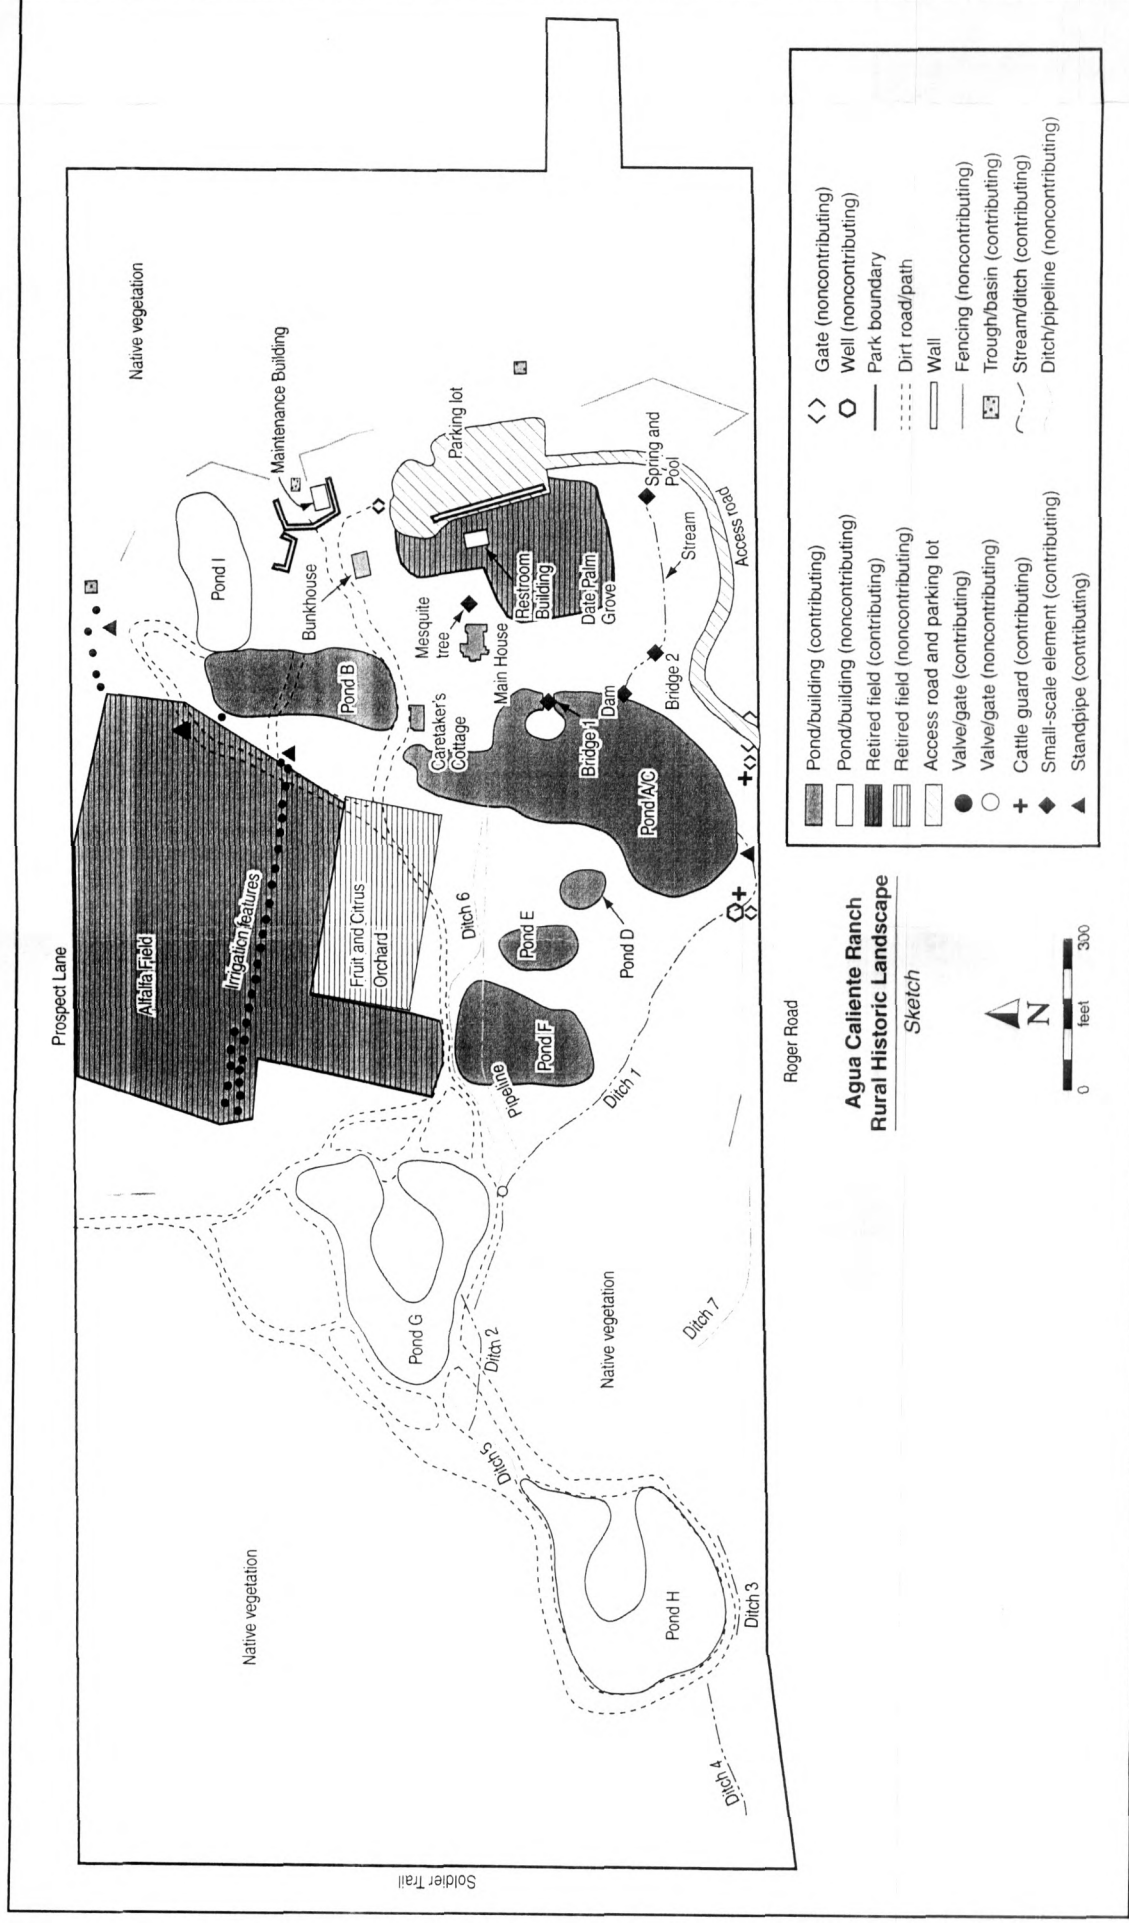 Prospect Lane
Soldier Trail
Roger Road
Native vegetation
Native vegetation
Native vegetation
Alfalfa Field
Irrigation features
Fruit and Citrus
Orchard
Pond I
Maintenance Building
Bunkhouse
Pond B
Caretaker's
Cottage
Mesquite
tree
Main House
Restroom
Building
Date Palm
Grove
Parking lot
Spring and
Pool
Stream
Access road
Bridge 2
Dam
Bridge 1
Pond A/C
Pond D
Pond E
Pond F
Ditch 6
Pipeline
Ditch 1
Pond G
Ditch 2
Ditch 5
Ditch 7
Pond H
Ditch 3
Ditch 4
Agua Caliente Ranch
Rural Historic Landscape
Sketch
N
0 feet 300
Pond/building (contributing)
Pond/building (noncontributing)
Retired field (contributing)
Retired field (noncontributing)
Access road and parking lot
Valve/gate (contributing)
Valve/gate (noncontributing)
Cattle guard (contributing)
Small-scale element (contributing)
Standpipe (contributing)
Gate (noncontributing)
Well (noncontributing)
Park boundary
Dirt road/path
Wall
Fencing (noncontributing)
Trough/basin (contributing)
Stream/ditch (contributing)
Ditch/pipeline (noncontributing)